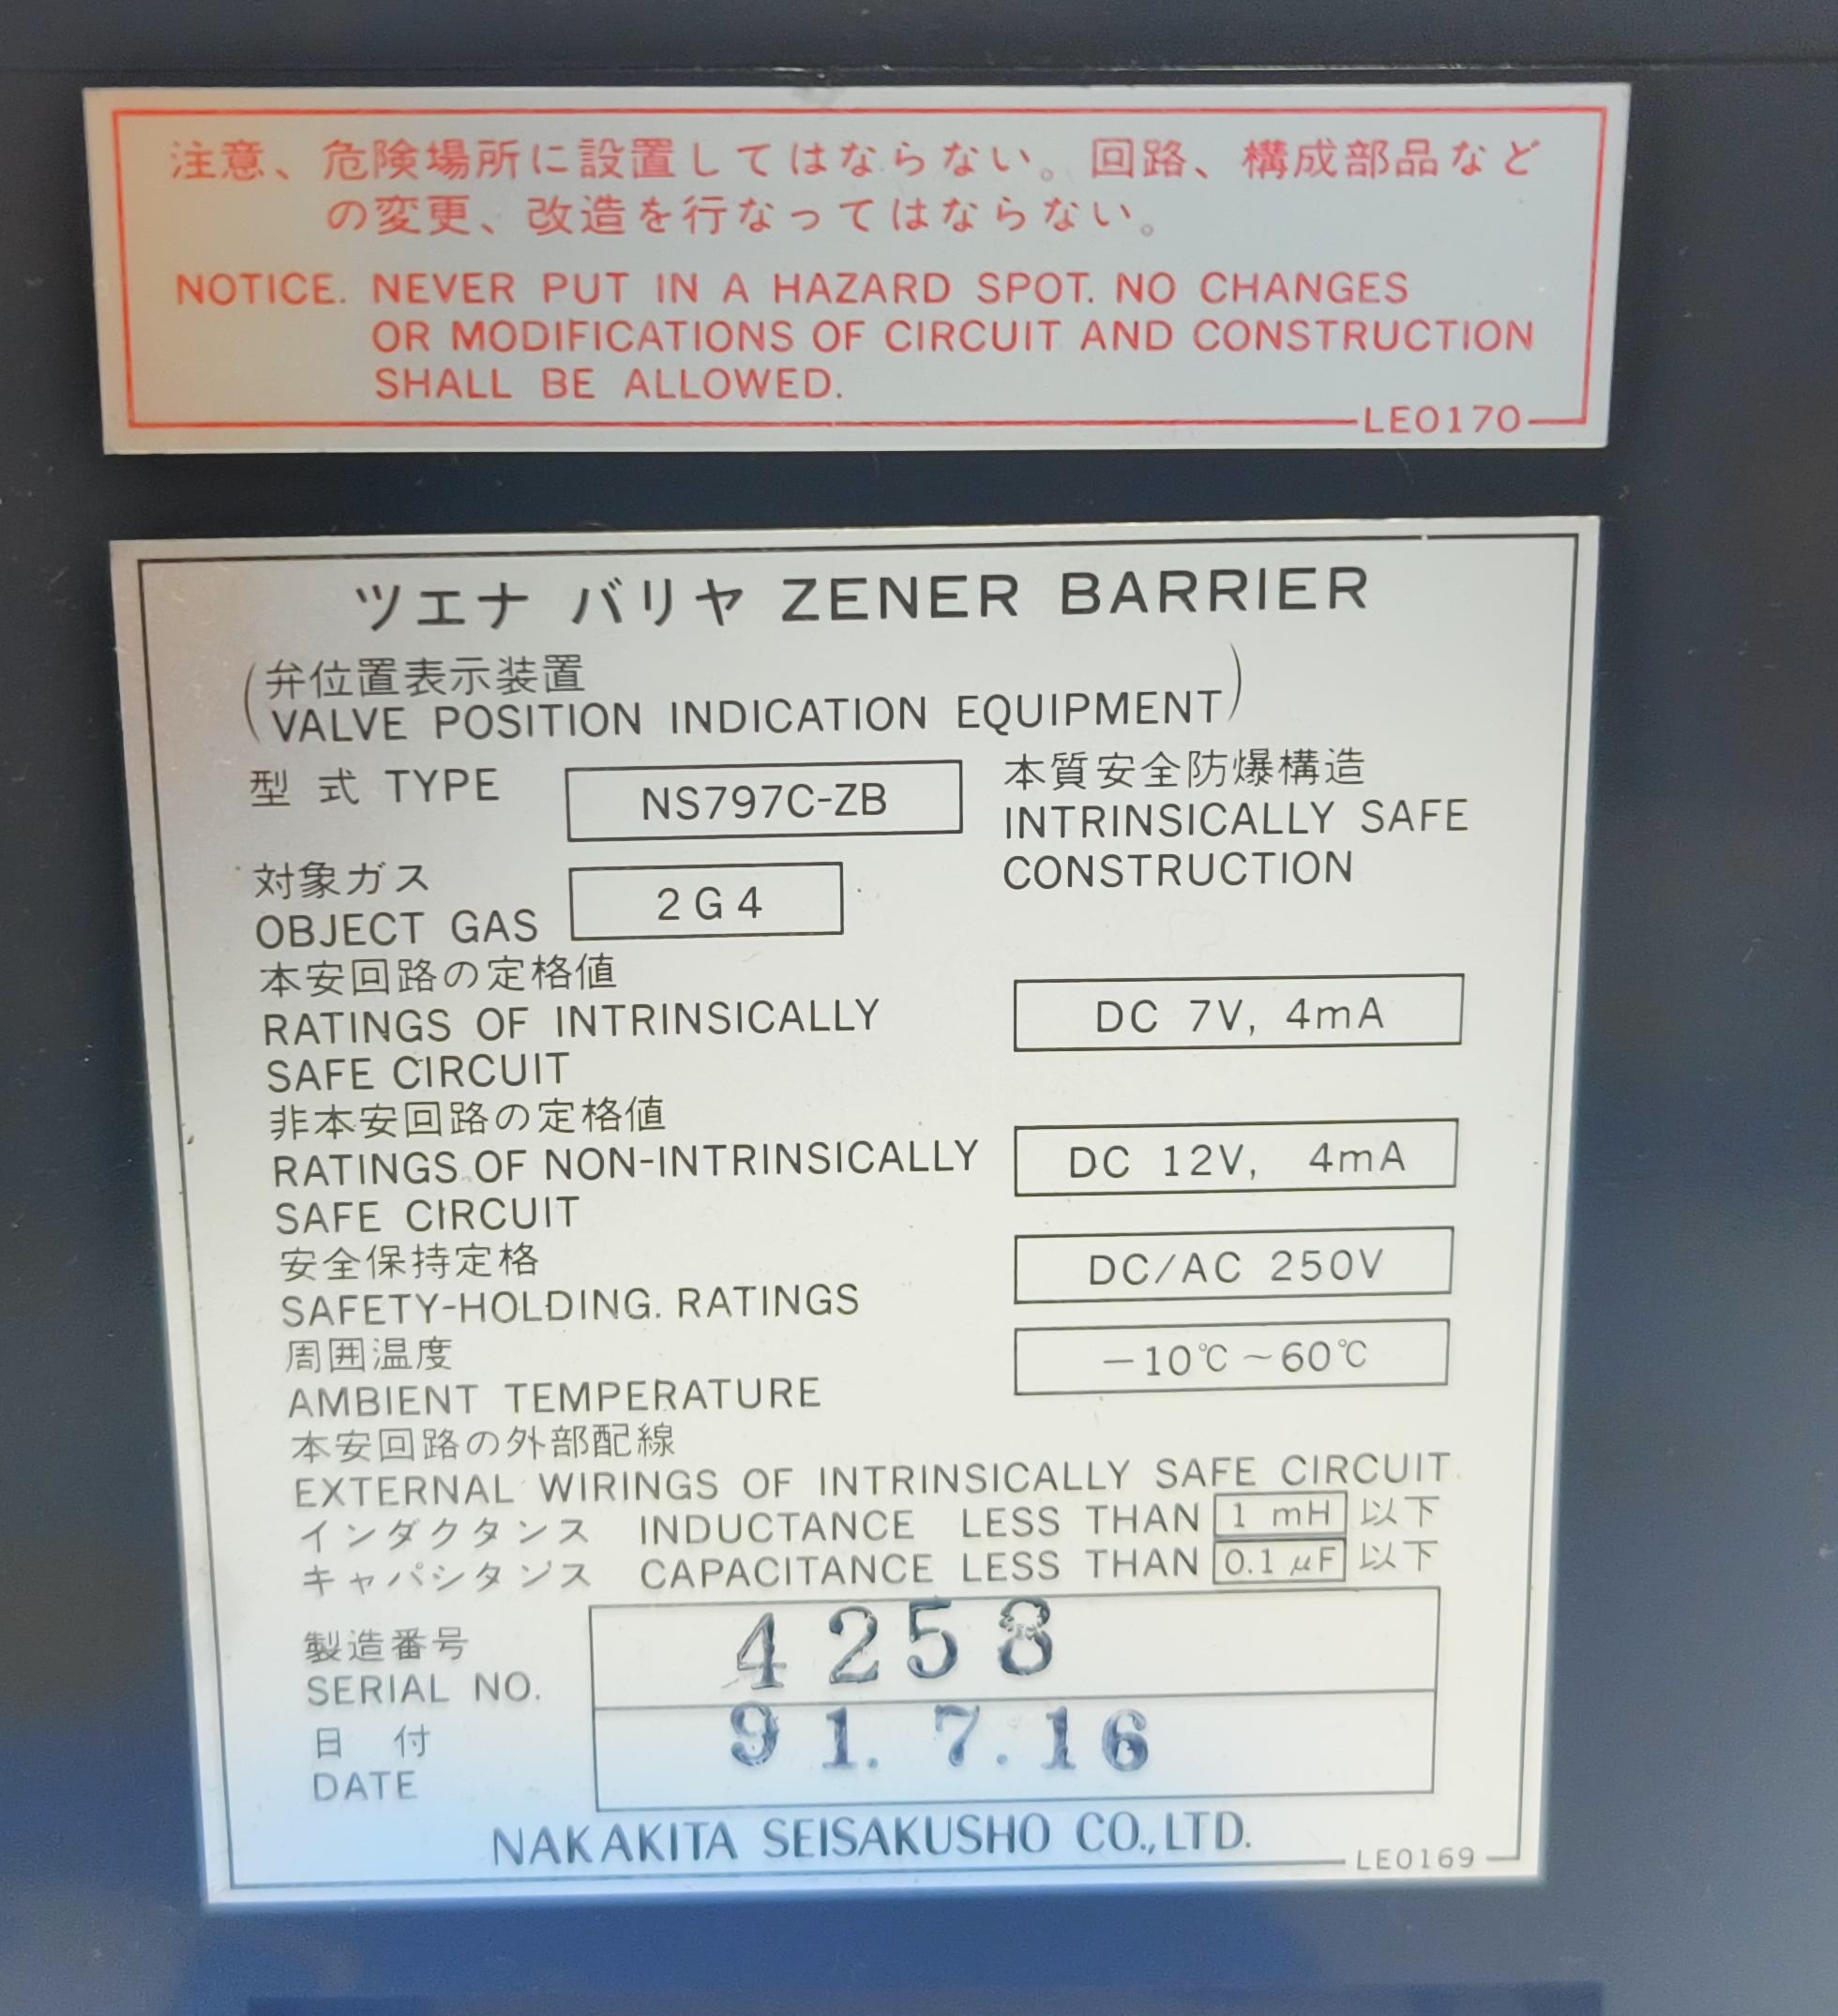 注意、危険場所に設置してはならない。回路、構成部品など
の変更、改造を行なってはならない。
NOTICE. NEVER PUT IN A HAZARD SPOT. NO CHANGES
OR MODIFICATIONS OF CIRCUIT AND CONSTRUCTION
SHALL BE ALLOWED.
LE0170
ツエナ バリヤ ZENER BARRIER
(弁位置表示装置
VALVE POSITION INDICATION EQUIPMENT)
型 式 TYPE NS797C-ZB
本質安全防爆構造
INTRINSICALLY SAFE
CONSTRUCTION
対象ガス
OBJECT GAS 2G4
本安回路の定格値
RATINGS OF INTRINSICALLY DC 7V, 4mA
SAFE CIRCUIT
非本安回路の定格値
RATINGS OF NON-INTRINSICALLY DC 12V, 4mA
SAFE CIRCUIT
安全保持定格
SAFETY-HOLDING. RATINGS DC/AC 250V
周囲温度
AMBIENT TEMPERATURE −10℃~60℃
本安回路の外部配線
EXTERNAL WIRINGS OF INTRINSICALLY SAFE CIRCUIT
インダクタンス INDUCTANCE LESS THAN 1 mH 以下
キャパシタンス CAPACITANCE LESS THAN 0.1 μF 以下
製造番号
SERIAL NO. 4258
日 付
DATE 91.7.16
NAKAKITA SEISAKUSHO CO.,LTD.
LE0169